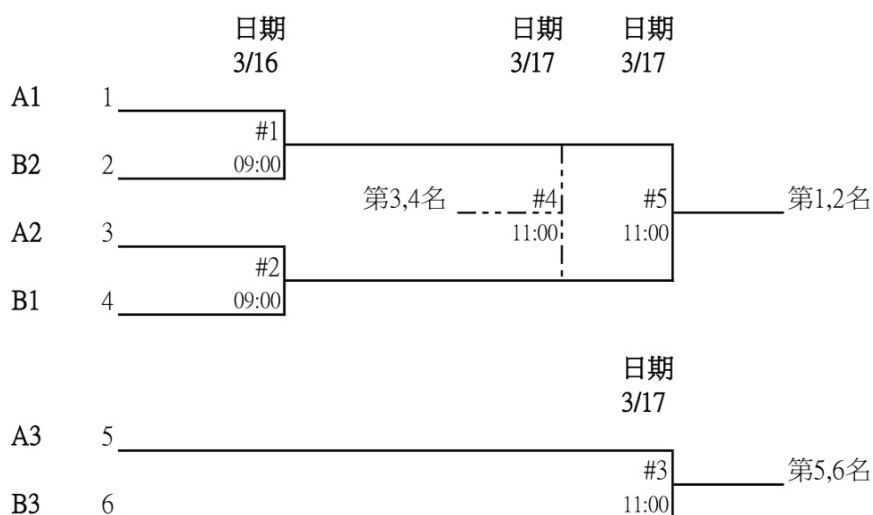 日期 日期 日期
3/16 3/17 3/17
A1 1
#1
B2 2 09:00
第3,4名 #4 #5 第1,2名
A2 3 11:00 11:00
#2
B1 4 09:00
日期
3/17
A3 5
#3 第5,6名
B3 6 11:00